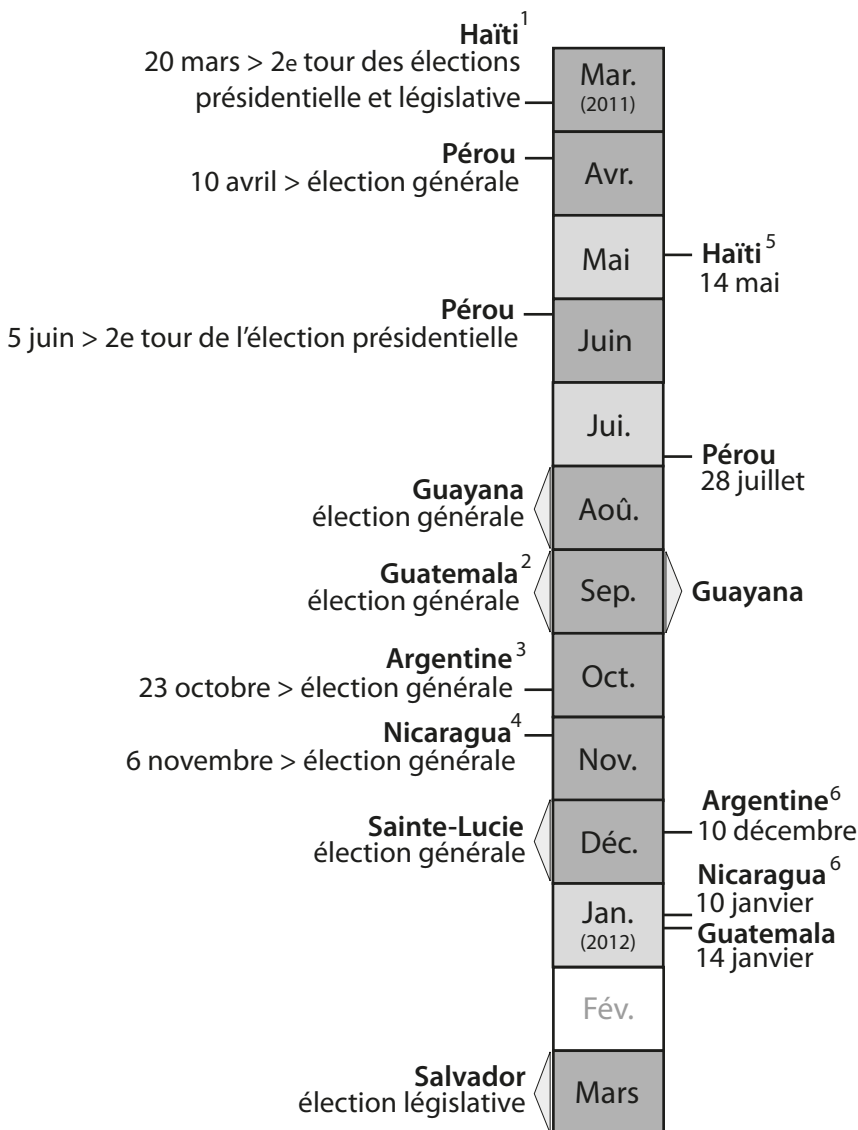 Haïti¹
20 mars > 2e tour des élections
présidentielle et législative
Mar.
(2011)
Pérou
10 avril > élection générale
Avr.
Mai
Haïti⁵
14 mai
Pérou
5 juin > 2e tour de l’élection présidentielle
Juin
Jui.
Pérou
28 juillet
Guayana
élection générale
Aoû.
Guatemala²
élection générale
Sep.
Guayana
Argentine³
23 octobre > élection générale
Oct.
Nicaragua⁴
6 novembre > élection générale
Nov.
Argentine⁶
10 décembre
Sainte-Lucie
élection générale
Déc.
Nicaragua⁶
10 janvier
Jan.
(2012)
Guatemala
14 janvier
Fév.
Salvador
élection législative
Mars